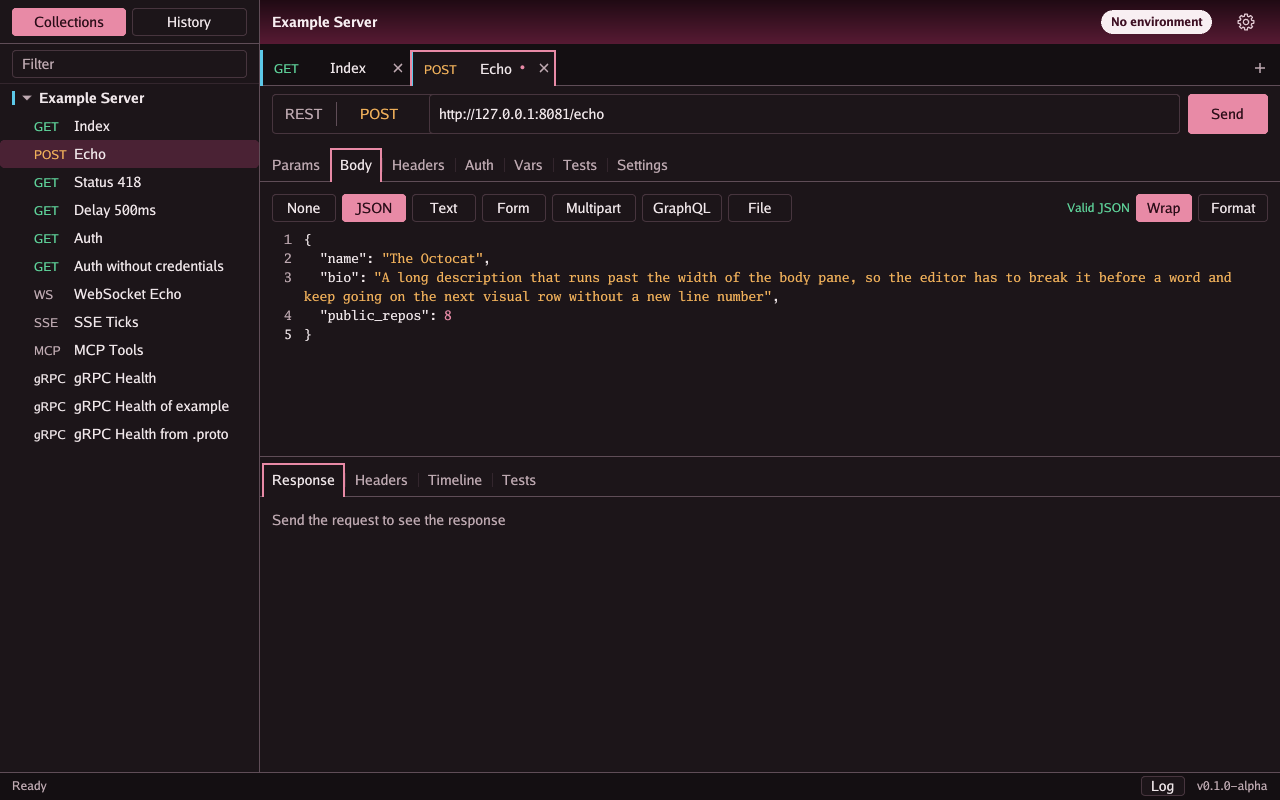 Collections History
Example Server
No environment
Filter
Example Server
GET Index
POST Echo
GET Status 418
GET Delay 500ms
GET Auth
GET Auth without credentials
WS WebSocket Echo
SSE SSE Ticks
MCP MCP Tools
gRPC gRPC Health
gRPC gRPC Health of example
gRPC gRPC Health from .proto
GET Index × POST Echo • × +
REST POST http://127.0.0.1:8081/echo Send
Params Body Headers Auth Vars Tests Settings
None JSON Text Form Multipart GraphQL File Valid JSON Wrap Format
1 {
2 "name": "The Octocat",
3 "bio": "A long description that runs past the width of the body pane, so the editor has to break it before a word and
keep going on the next visual row without a new line number",
4 "public_repos": 8
5 }
Response Headers Timeline Tests
Send the request to see the response
Ready
Log v0.1.0-alpha